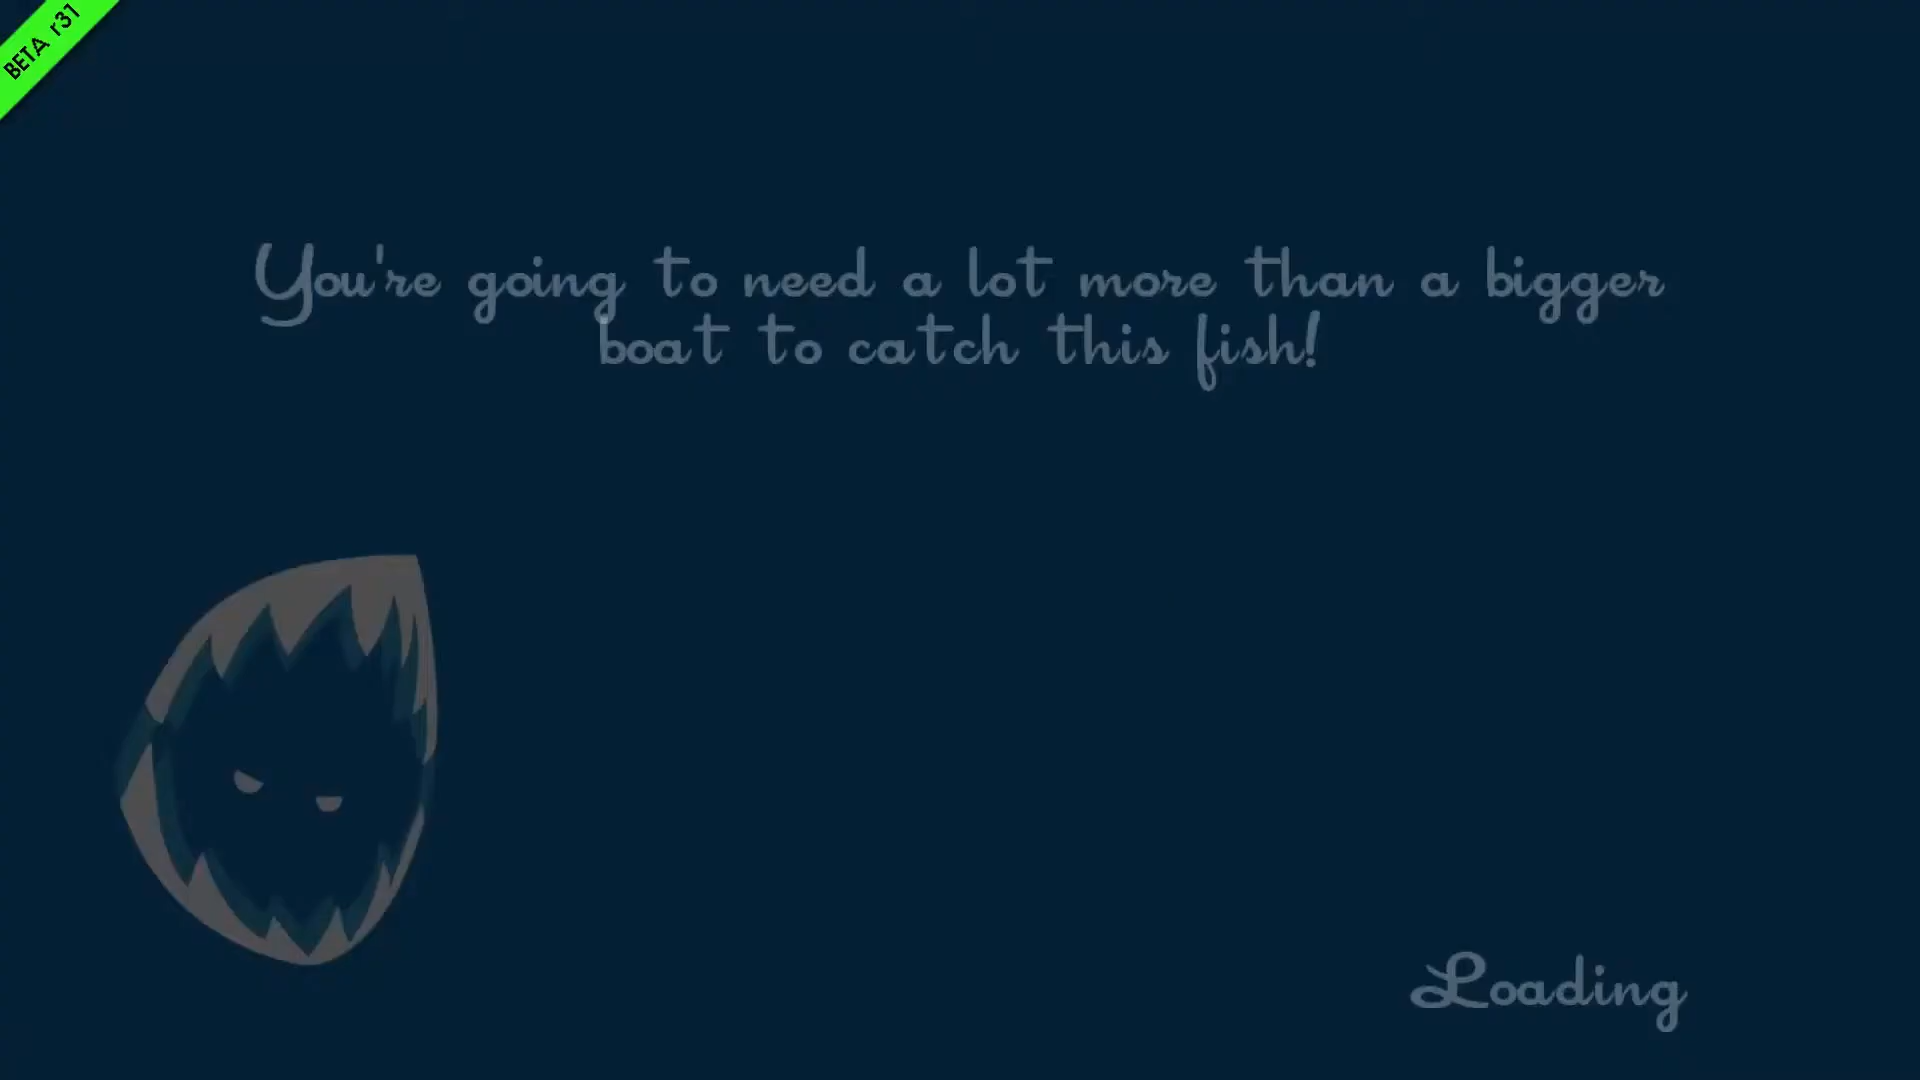 BETA r31
You're going to need a lot more than a bigger
boat to catch this fish!
Loading